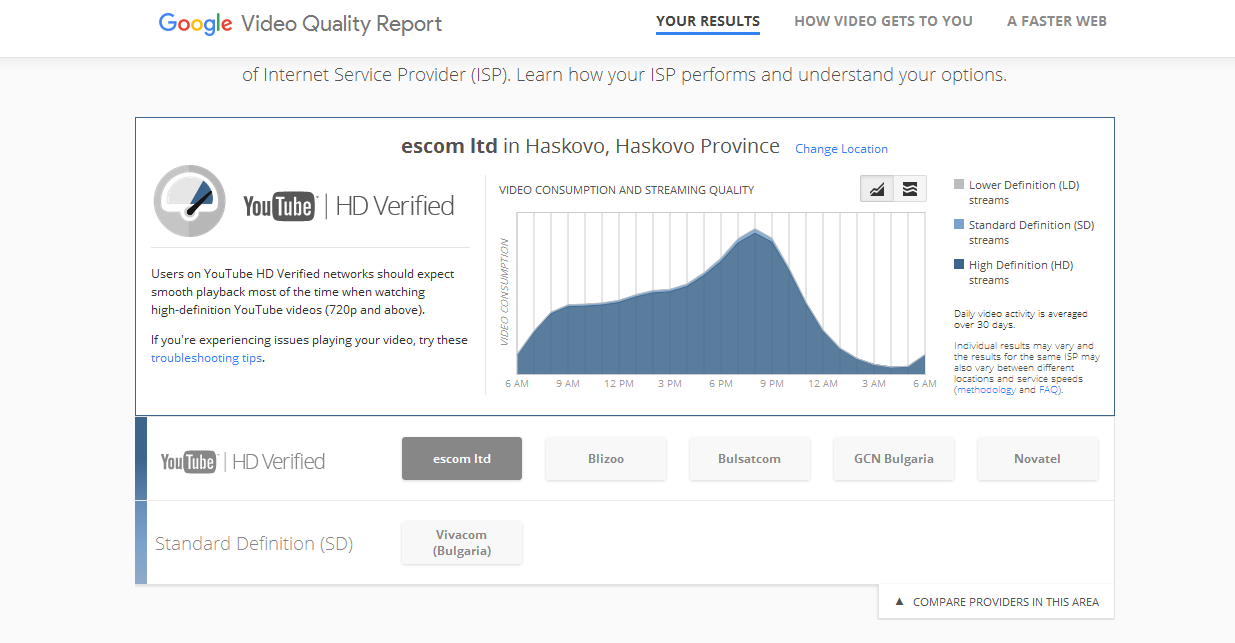 Google Video Quality Report
YOUR RESULTS
HOW VIDEO GETS TO YOU
A FASTER WEB
of Internet Service Provider (ISP). Learn how your ISP performs and understand your options.
escom ltd in Haskovo, Haskovo Province
Change Location
YouTube | HD Verified
Users on YouTube HD Verified networks should expect
smooth playback most of the time when watching
high-definition YouTube videos (720p and above).
If you're experiencing issues playing your video, try these
troubleshooting tips.
VIDEO CONSUMPTION AND STREAMING QUALITY
VIDEO CONSUMPTION
6 AM 9 AM 12 PM 3 PM 6 PM 9 PM 12 AM 3 AM 6 AM
Lower Definition (LD)
streams
Standard Definition (SD)
streams
High Definition (HD)
streams
Daily video activity is averaged
over 30 days.
Individual results may vary and
the results for the same ISP may
also vary between different
locations and service speeds
(methodology and FAQ).
YouTube | HD Verified
escom ltd
Blizoo
Bulsatcom
GCN Bulgaria
Novatel
Standard Definition (SD)
Vivacom
(Bulgaria)
▲ COMPARE PROVIDERS IN THIS AREA